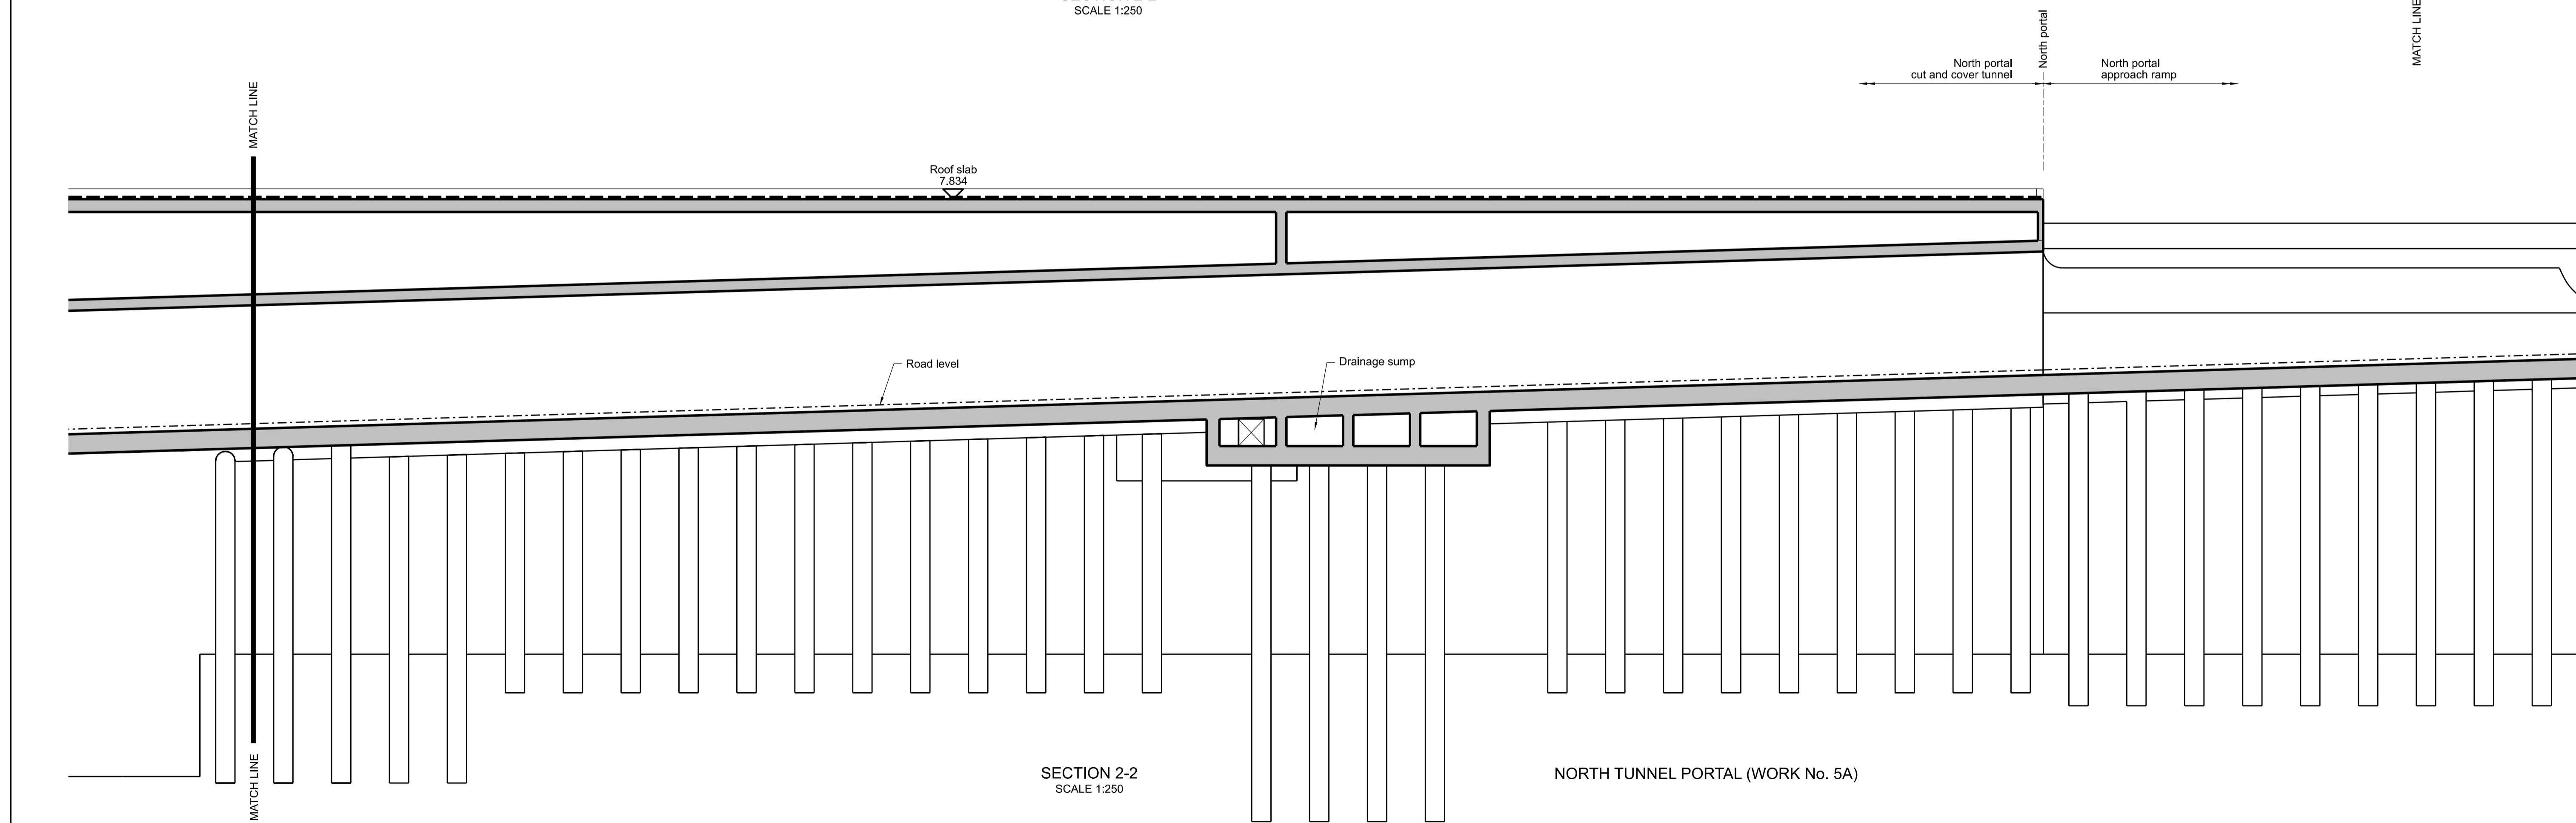 SCALE 1:250
North portal
MATCH LINE
North portal
cut and cover tunnel
North portal
approach ramp
MATCH LINE
Roof slab
7.834
Road level
Drainage sump
MATCH LINE
SECTION 2-2
SCALE 1:250
NORTH TUNNEL PORTAL (WORK No. 5A)